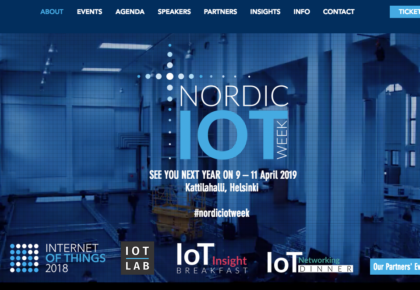 ABOUT EVENTS AGENDA SPEAKERS PARTNERS INSIGHTS INFO CONTACT TICKET
NORDIC
IOT WEEK
SEE YOU NEXT YEAR ON 9 – 11 April 2019
Kattilahalli, Helsinki
#nordiciotweek
INTERNET
OF THINGS
2018
IOT
LAB
IoT Insight
BREAKFAST
IoT Networking
DINNER
Our Partners' Ev